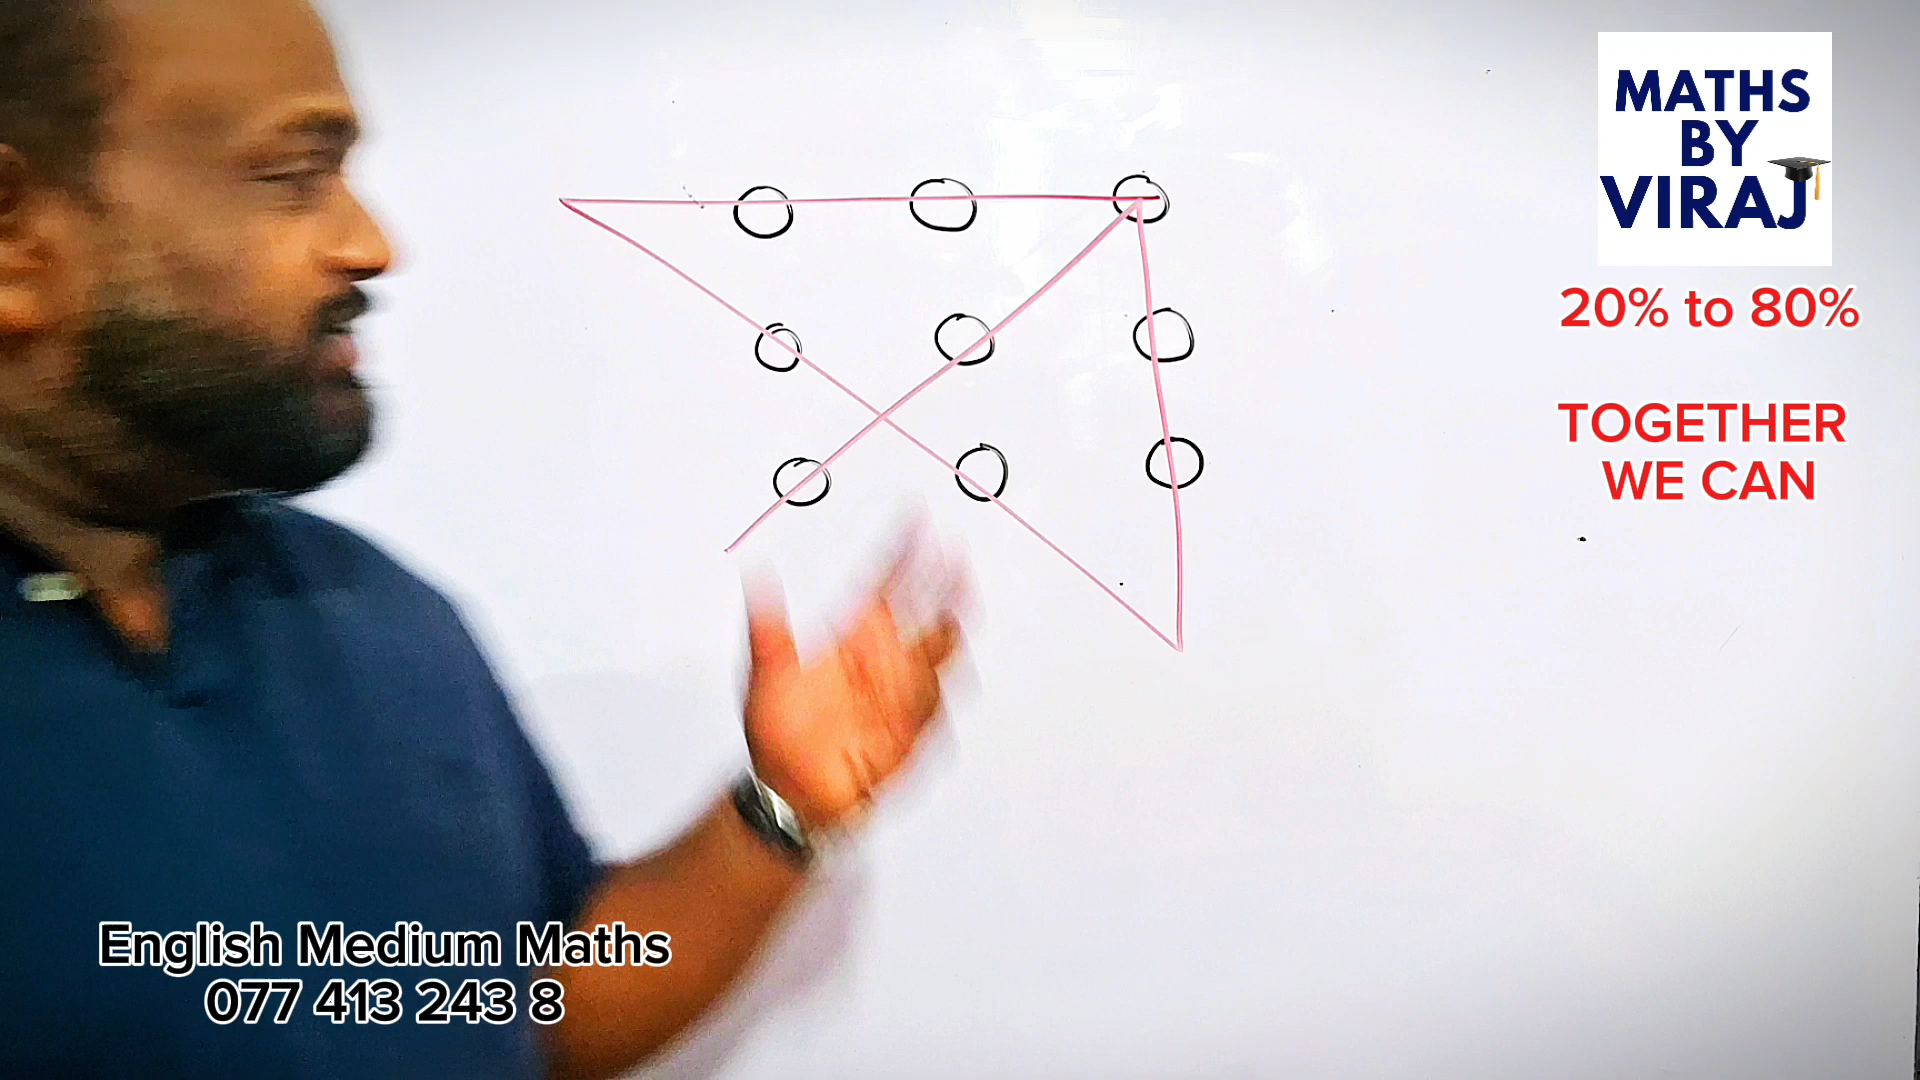 MATHS
BY
VIRAJ
20% to 80%
TOGETHER
WE CAN
English Medium Maths
077 413 243 8